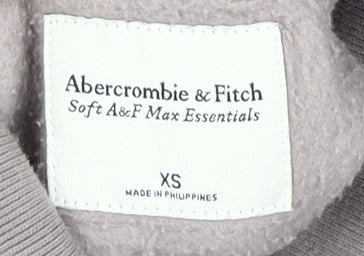 Abercrombie & Fitch
Soft A&F Max Essentials
XS
MADE IN PHILIPPINES